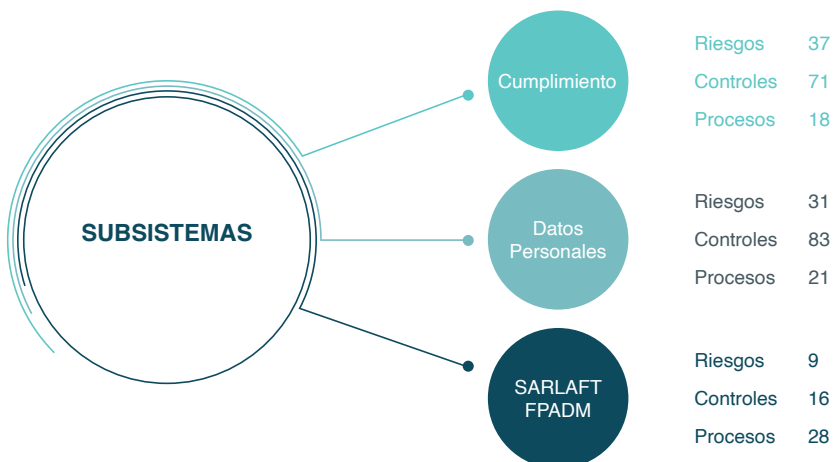 SUBSISTEMAS
Cumplimiento
Riesgos 37
Controles 71
Procesos 18
Datos
Personales
Riesgos 31
Controles 83
Procesos 21
SARLAFT
FPADM
Riesgos 9
Controles 16
Procesos 28